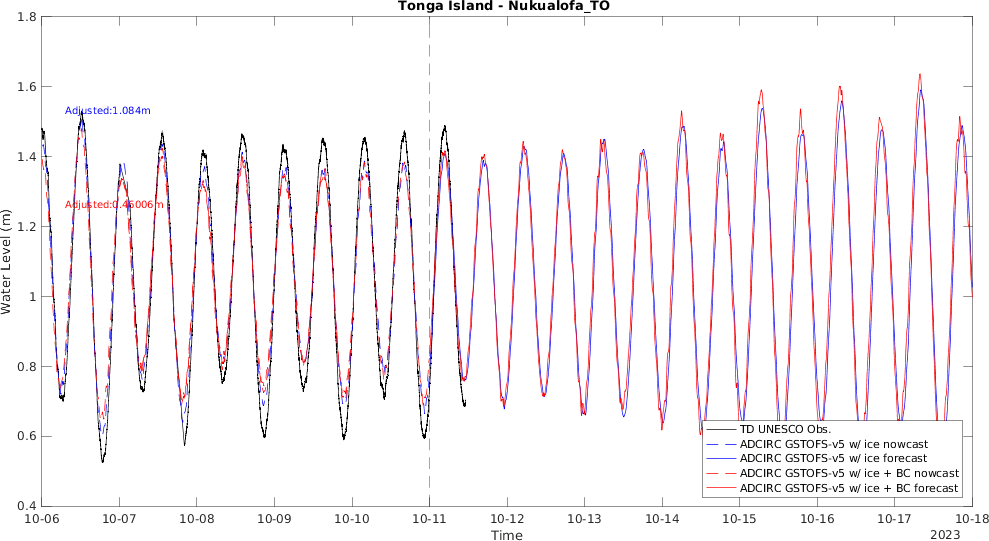 Tonga Island - Nukualofa_TO
1.8
1.6
1.4
1.2
1
0.8
0.6
0.4
Water Level (m)
Adjusted:1.084m
Adjusted:0.45006m
TD UNESCO Obs.
ADCIRC GSTOFS-v5 w/ ice nowcast
ADCIRC GSTOFS-v5 w/ ice forecast
ADCIRC GSTOFS-v5 w/ ice + BC nowcast
ADCIRC GSTOFS-v5 w/ ice + BC forecast
10-06 10-07 10-08 10-09 10-10 10-11 10-12 10-13 10-14 10-15 10-16 10-17 10-18
Time
2023